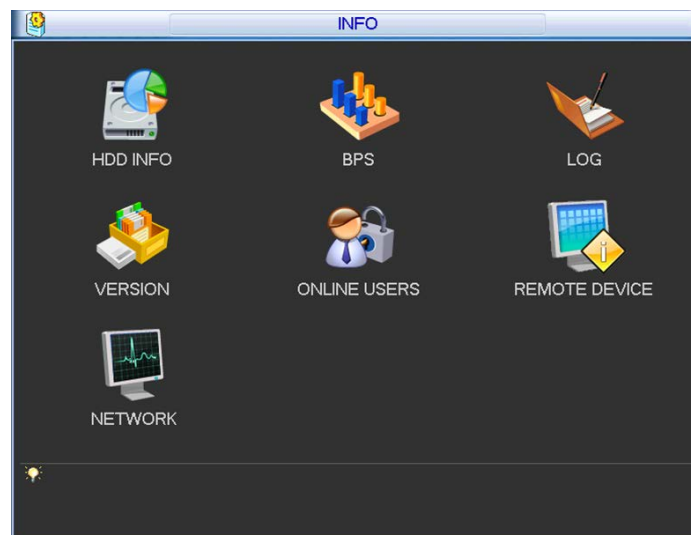 INFO
HDD INFO
BPS
LOG
VERSION
ONLINE USERS
REMOTE DEVICE
NETWORK